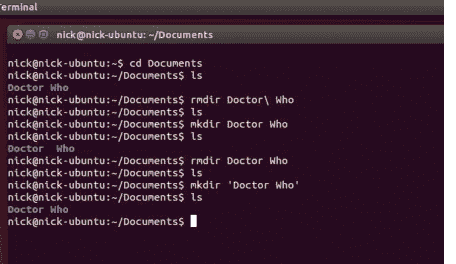 Terminal
nick@nick-ubuntu: ~/Documents
nick@nick-ubuntu:~$ cd Documents
nick@nick-ubuntu:~/Documents$ ls
Doctor Who
nick@nick-ubuntu:~/Documents$ rmdir Doctor\ Who
nick@nick-ubuntu:~/Documents$ ls
nick@nick-ubuntu:~/Documents$ mkdir Doctor Who
nick@nick-ubuntu:~/Documents$ ls
Doctor  Who
nick@nick-ubuntu:~/Documents$ rmdir Doctor Who
nick@nick-ubuntu:~/Documents$ ls
nick@nick-ubuntu:~/Documents$ mkdir 'Doctor Who'
nick@nick-ubuntu:~/Documents$ ls
Doctor Who
nick@nick-ubuntu:~/Documents$